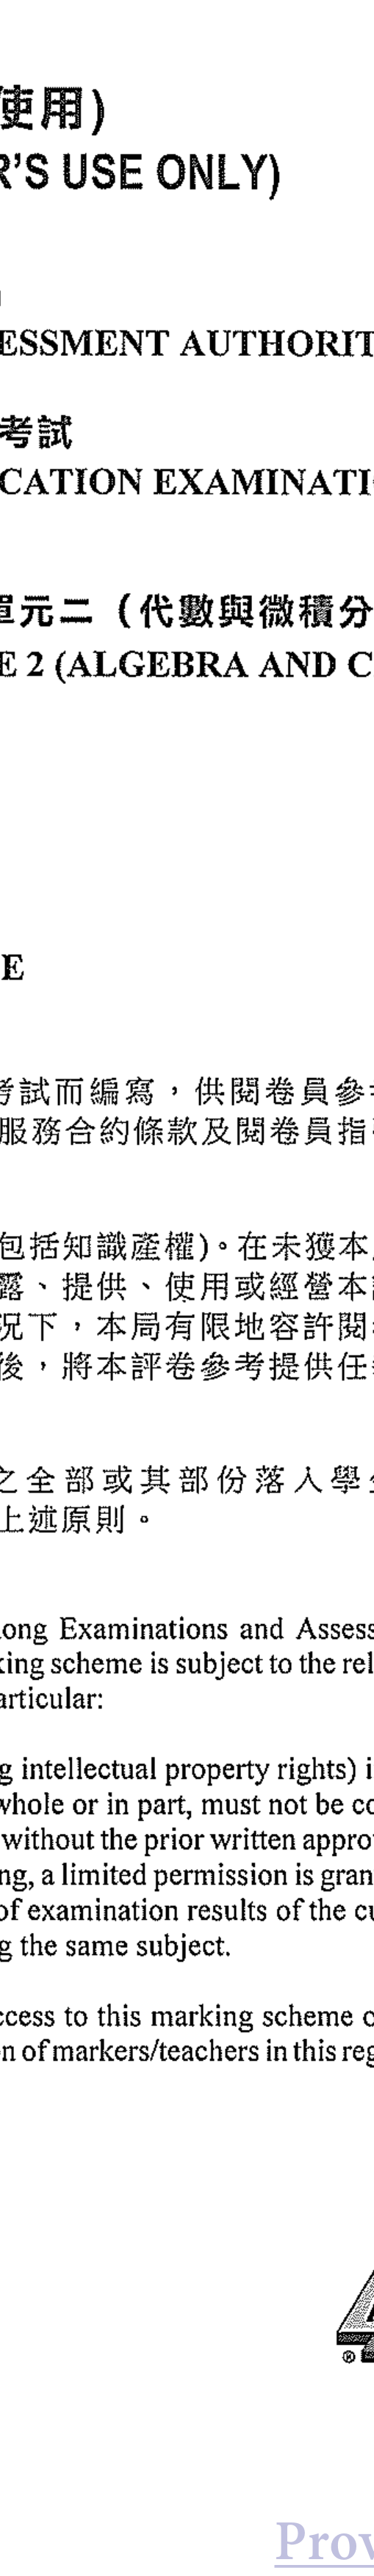 使用)
R'S USE ONLY)
ESSMENT AUTHORIT
考試
CATION EXAMINATI
單元二（代數與微積分
E 2 (ALGEBRA AND C
E
考試而編寫，供閱卷員參考
服務合約條款及閱卷員指
包括知識產權)。在未獲本
露、提供、使用或經營本
況下，本局有限地容許閱
後，將本評卷參考提供任
之全部或其部份落入學生
上述原則。
ong Examinations and Assess
king scheme is subject to the rel
articular:
g intellectual property rights) i
whole or in part, must not be co
without the prior written approv
ng, a limited permission is gran
of examination results of the cu
g the same subject.
ccess to this marking scheme o
on of markers/teachers in this reg
®
Prov